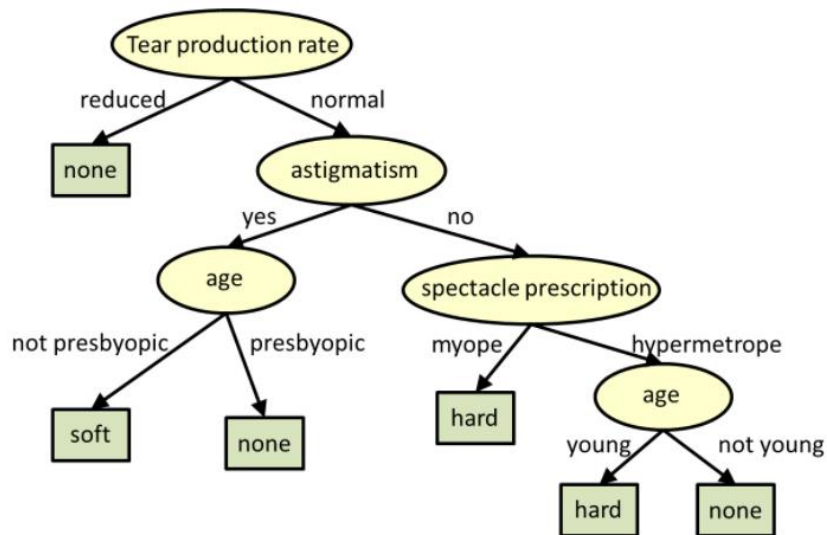 Tear production rate
reduced
normal
none
astigmatism
yes
no
age
spectacle prescription
not presbyopic
presbyopic
myope
hypermetrope
soft
none
hard
age
young
not young
hard
none